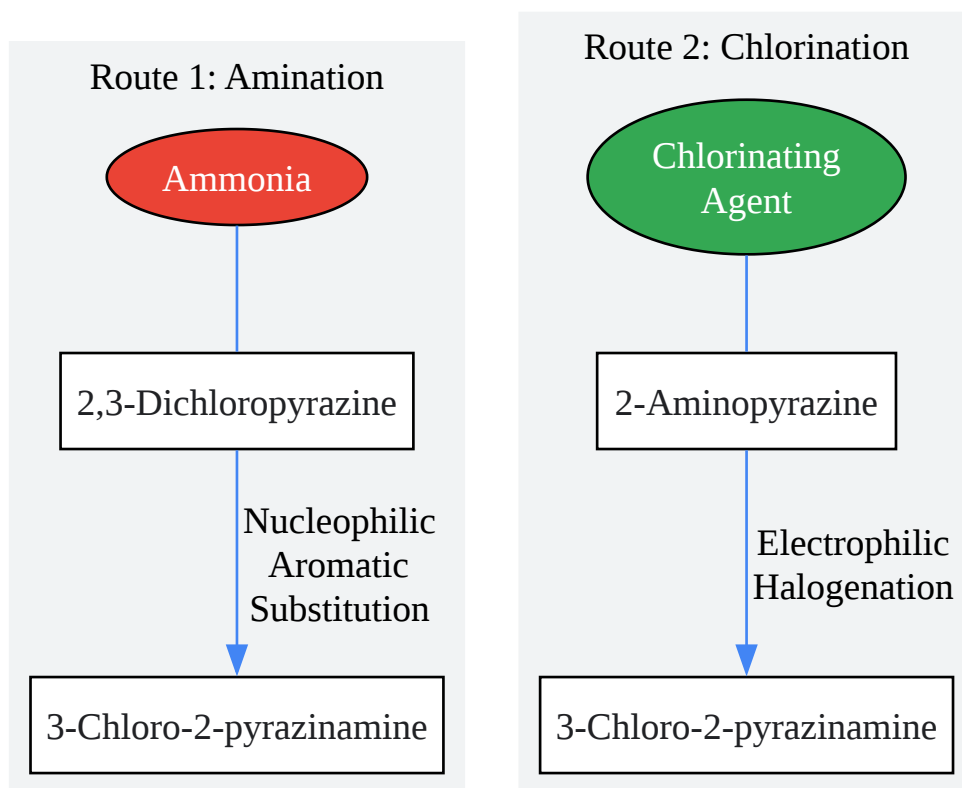 Route 1: Amination
Ammonia
2,3-Dichloropyrazine
Nucleophilic
Aromatic
Substitution
3-Chloro-2-pyrazinamine
Route 2: Chlorination
Chlorinating
Agent
2-Aminopyrazine
Electrophilic
Halogenation
3-Chloro-2-pyrazinamine